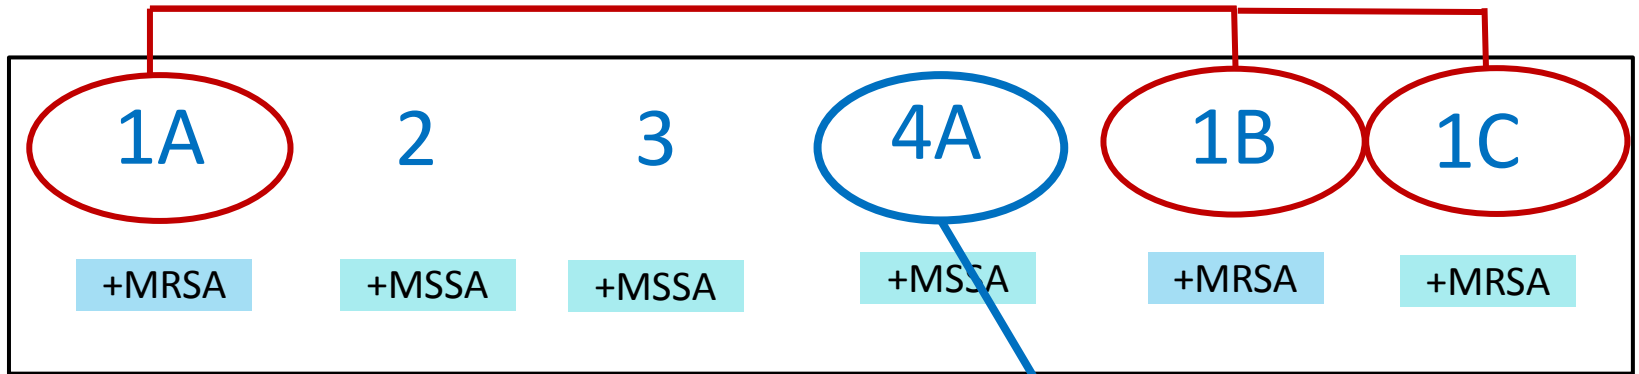 1A 2 3 4A 1B 1C
+MRSA +MSSA +MSSA +MSSA +MRSA +MRSA